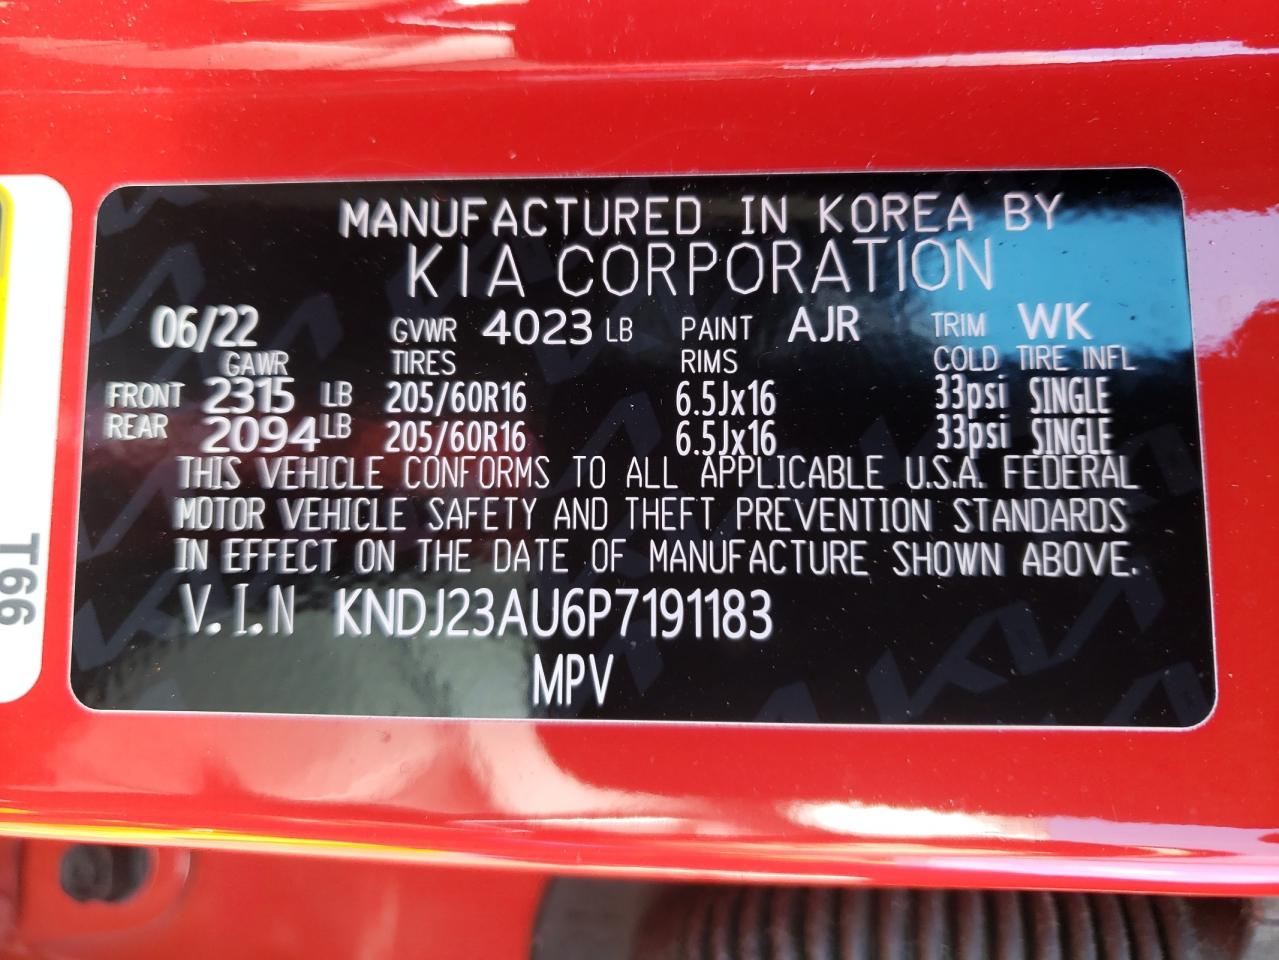 MANUFACTURED IN KOREA BY
KIA CORPORATION
06/22 GVWR 4023 LB PAINT AJR TRIM WK
GAWR TIRES RIMS COLD TIRE INFL
FRONT 2315 LB 205/60R16 6.5Jx16 33psi SINGLE
REAR 2094 LB 205/60R16 6.5Jx16 33psi SINGLE
THIS VEHICLE CONFORMS TO ALL APPLICABLE U.S.A. FEDERAL
MOTOR VEHICLE SAFETY AND THEFT PREVENTION STANDARDS
IN EFFECT ON THE DATE OF MANUFACTURE SHOWN ABOVE.
V.I.N KNDJ23AU6P7191183
MPV
T66